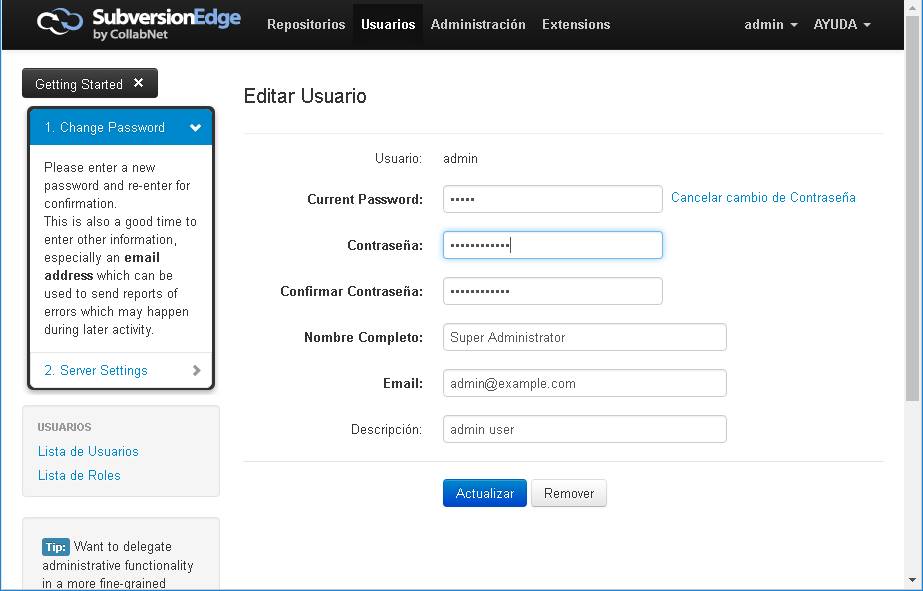 SubversionEdge
by CollabNet
Repositorios Usuarios Administración Extensions admin AYUDA
Getting Started ×
1. Change Password
Please enter a new
password and re-enter for
confirmation.
This is also a good time to
enter other information,
especially an email
address which can be
used to send reports of
errors which may happen
during later activity.
2. Server Settings
USUARIOS
Lista de Usuarios
Lista de Roles
Tip: Want to delegate
administrative functionality
in a more fine-grained
Editar Usuario
Usuario: admin
Current Password: ••••• Cancelar cambio de Contraseña
Contraseña: ••••••••••••
Confirmar Contraseña: ••••••••••••
Nombre Completo: Super Administrator
Email: admin@example.com
Descripción: admin user
Actualizar Remover